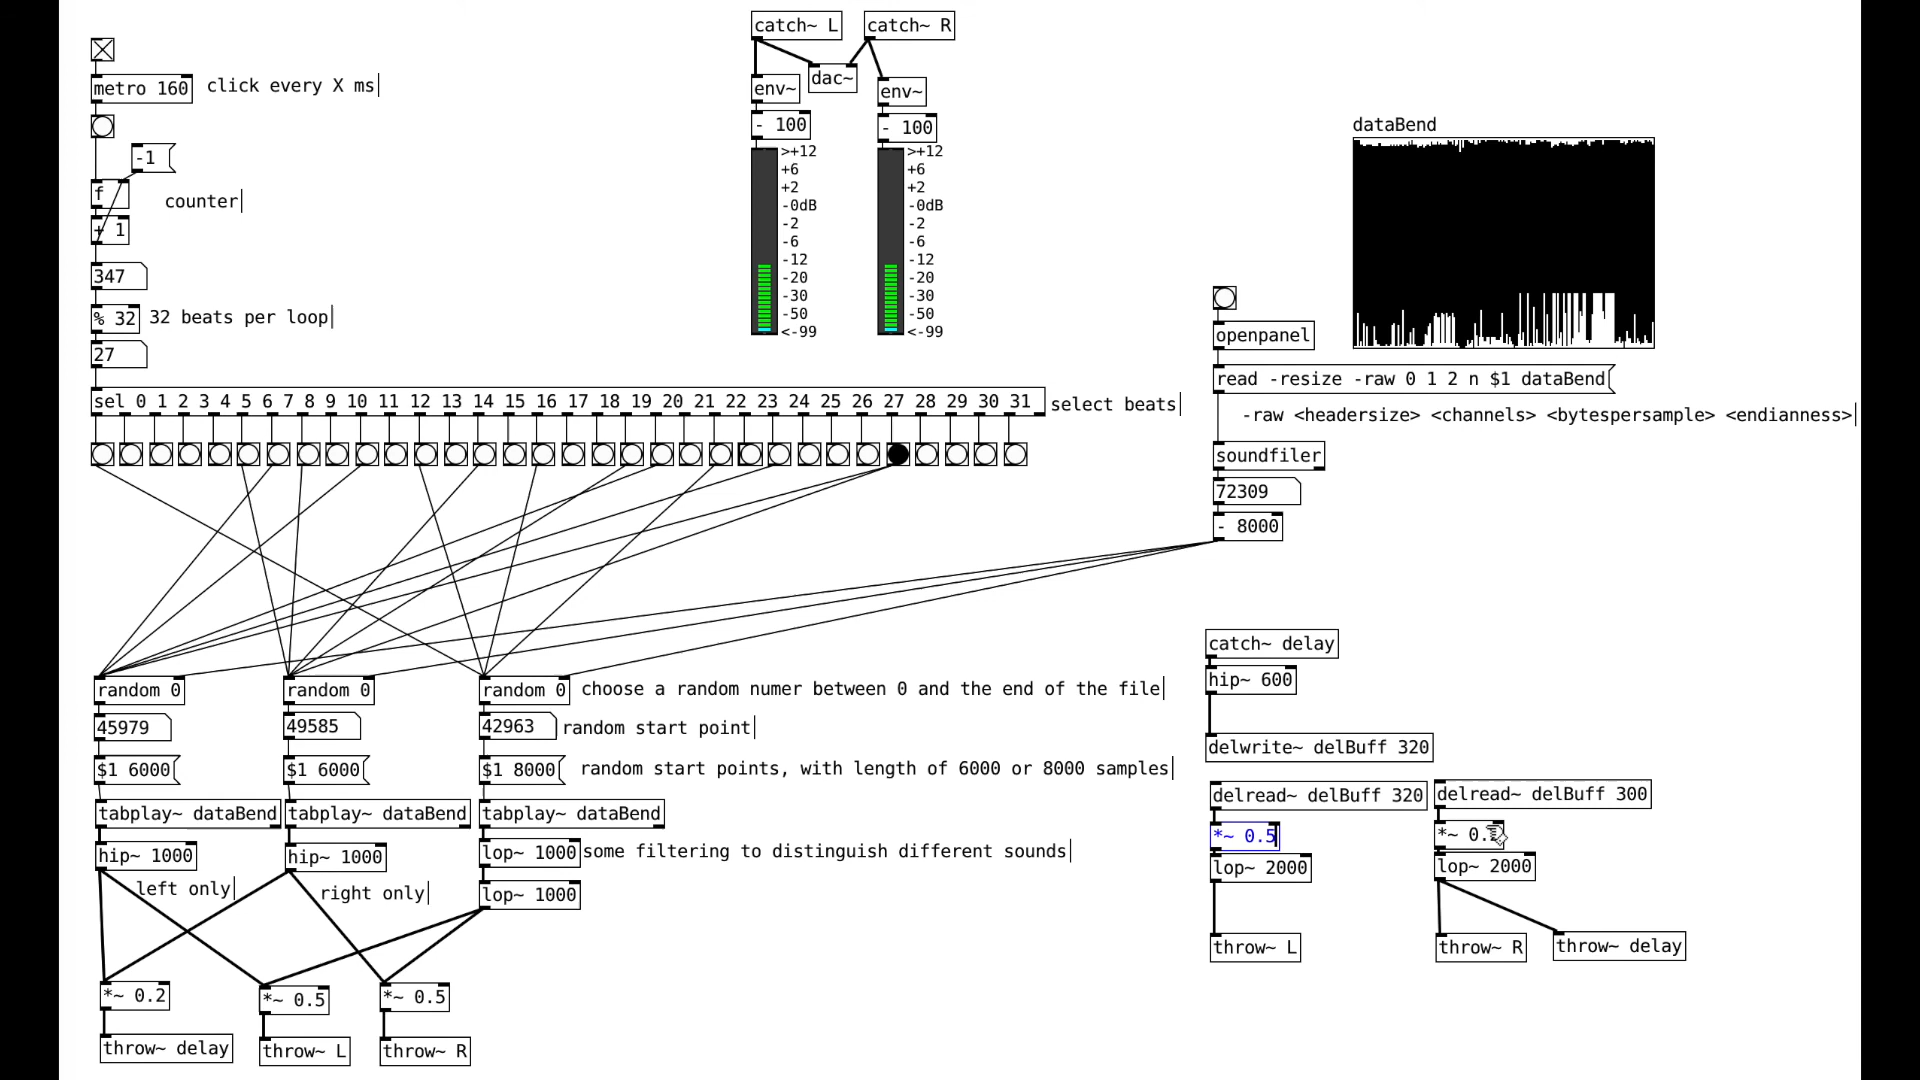 catch~ L
catch~ R
metro 160
click every X ms
env~
dac~
env~
- 100
- 100
dataBend
-1
f
counter
+ 1
>+12
+6
+2
-0dB
-2
-6
-12
-20
-30
-50
<-99
>+12
+6
+2
-0dB
-2
-6
-12
-20
-30
-50
<-99
347
% 32
32 beats per loop
27
sel 0 1 2 3 4 5 6 7 8 9 10 11 12 13 14 15 16 17 18 19 20 21 22 23 24 25 26 27 28 29 30 31
select beats
openpanel
read -resize -raw 0 1 2 n $1 dataBend
-raw <headersize> <channels> <bytespersample> <endianness>
soundfiler
72309
- 8000
random 0
random 0
random 0
choose a random numer between 0 and the end of the file
45979
49585
42963
random start point
$1 6000
$1 6000
$1 8000
random start points, with length of 6000 or 8000 samples
tabplay~ dataBend
tabplay~ dataBend
tabplay~ dataBend
hip~ 1000
hip~ 1000
lop~ 1000
some filtering to distinguish different sounds
left only
right only
lop~ 1000
*~ 0.2
*~ 0.5
*~ 0.5
throw~ delay
throw~ L
throw~ R
catch~ delay
hip~ 600
delwrite~ delBuff 320
delread~ delBuff 320
delread~ delBuff 300
*~ 0.5
*~
lop~ 2000
lop~ 2000
throw~ L
throw~ R
throw~ delay